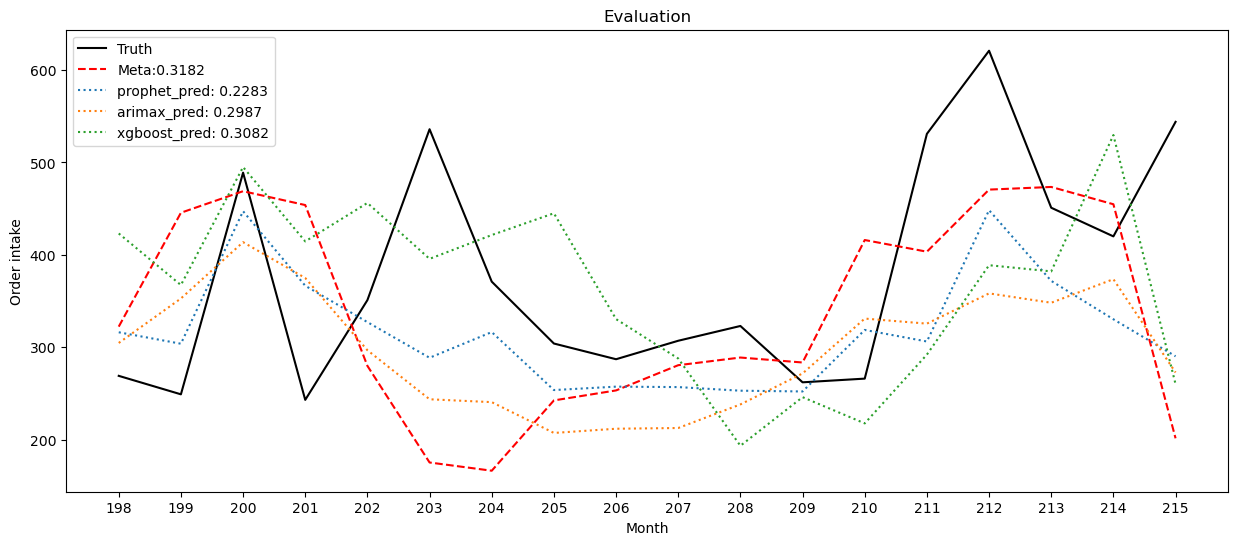 Evaluation
Truth
Meta:0.3182
prophet_pred: 0.2283
arimax_pred: 0.2987
xgboost_pred: 0.3082
Order intake
600
500
400
300
200
198 199 200 201 202 203 204 205 206 207 208 209 210 211 212 213 214 215
Month